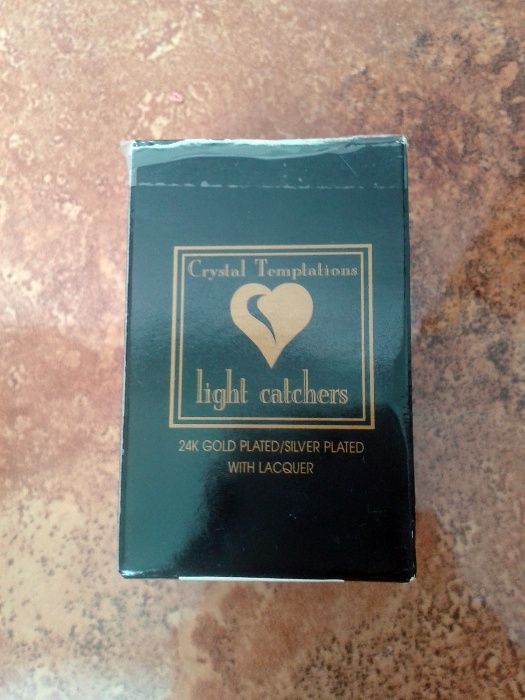 Crystal Temptations
light catchers
24K GOLD PLATED/SILVER PLATED
WITH LACQUER